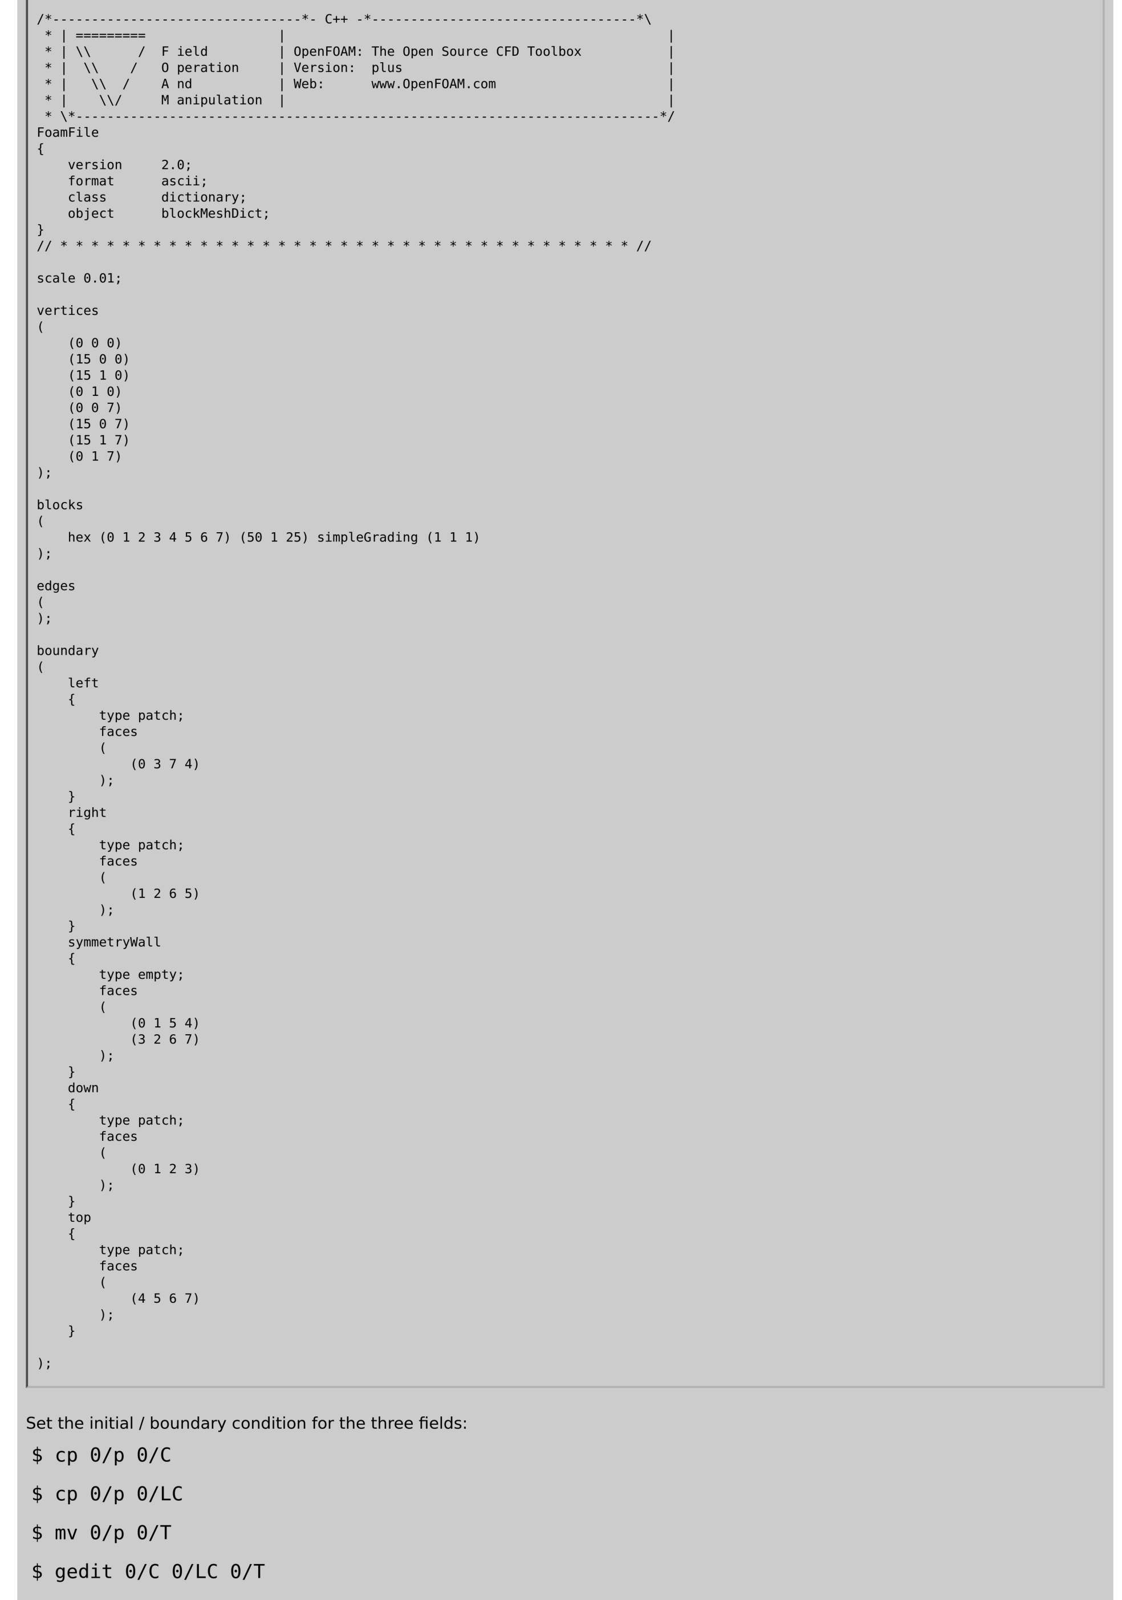 /*--------------------------------*- C++ -*----------------------------------*\
 * | =========                 |                                                 |
 * | \\      /  F ield         | OpenFOAM: The Open Source CFD Toolbox           |
 * |  \\    /   O peration     | Version:  plus                                  |
 * |   \\  /    A nd           | Web:      www.OpenFOAM.com                      |
 * |    \\/     M anipulation  |                                                 |
 * \*---------------------------------------------------------------------------*/
FoamFile
{
    version     2.0;
    format      ascii;
    class       dictionary;
    object      blockMeshDict;
}
// * * * * * * * * * * * * * * * * * * * * * * * * * * * * * * * * * * * * * //

scale 0.01;

vertices
(
    (0 0 0)
    (15 0 0)
    (15 1 0)
    (0 1 0)
    (0 0 7)
    (15 0 7)
    (15 1 7)
    (0 1 7)
);

blocks
(
    hex (0 1 2 3 4 5 6 7) (50 1 25) simpleGrading (1 1 1)
);

edges
(
);

boundary
(
    left
    {
        type patch;
        faces
        (
            (0 3 7 4)
        );
    }
    right
    {
        type patch;
        faces
        (
            (1 2 6 5)
        );
    }
    symmetryWall
    {
        type empty;
        faces
        (
            (0 1 5 4)
            (3 2 6 7)
        );
    }
    down
    {
        type patch;
        faces
        (
            (0 1 2 3)
        );
    }
    top
    {
        type patch;
        faces
        (
            (4 5 6 7)
        );
    }

);

Set the initial / boundary condition for the three fields:
$ cp 0/p 0/C
$ cp 0/p 0/LC
$ mv 0/p 0/T
$ gedit 0/C 0/LC 0/T